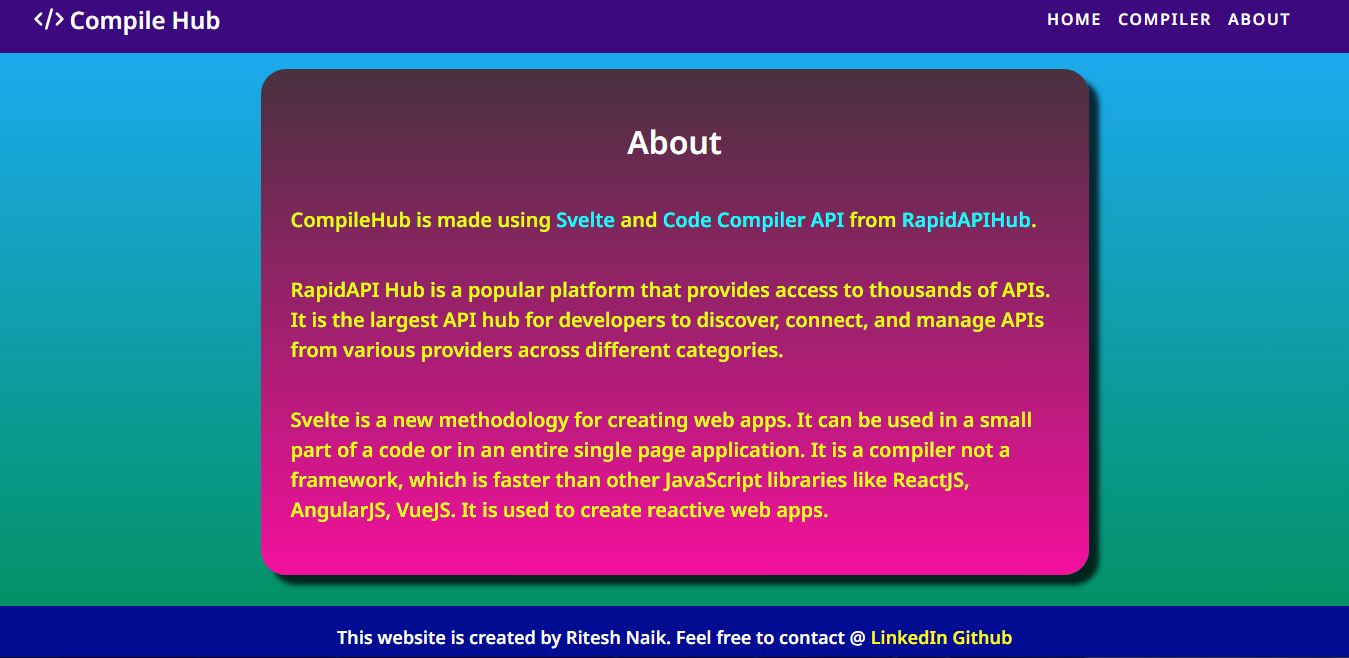 </> Compile Hub
HOME COMPILER ABOUT
About
CompileHub is made using Svelte and Code Compiler API from RapidAPIHub.
RapidAPI Hub is a popular platform that provides access to thousands of APIs.
It is the largest API hub for developers to discover, connect, and manage APIs
from various providers across different categories.
Svelte is a new methodology for creating web apps. It can be used in a small
part of a code or in an entire single page application. It is a compiler not a
framework, which is faster than other JavaScript libraries like ReactJS,
AngularJS, VueJS. It is used to create reactive web apps.
This website is created by Ritesh Naik. Feel free to contact @ LinkedIn Github